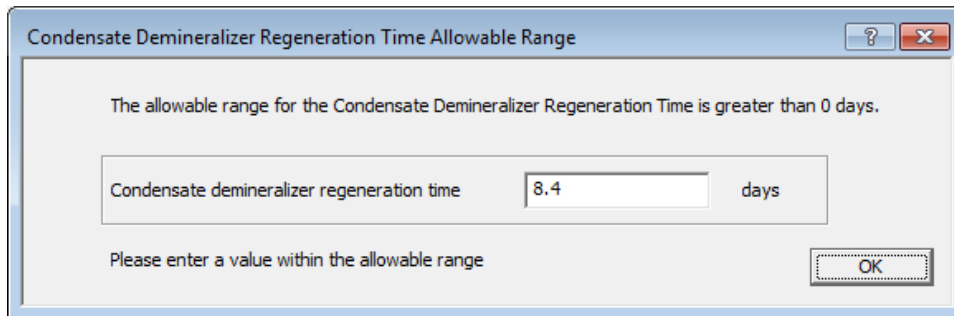 Condensate Demineralizer Regeneration Time Allowable Range
The allowable range for the Condensate Demineralizer Regeneration Time is greater than 0 days.
Condensate demineralizer regeneration time 8.4 days
Please enter a value within the allowable range
OK